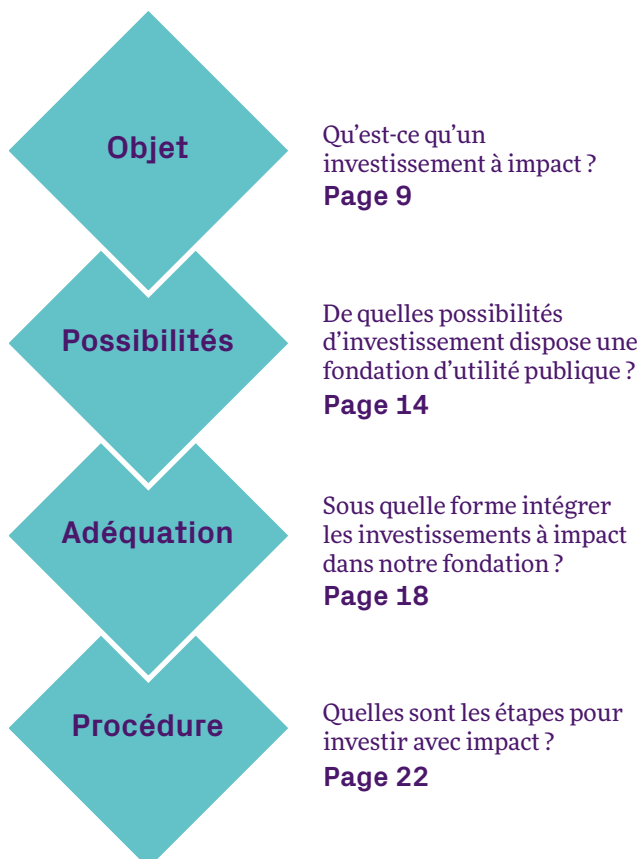 Objet
Qu’est-ce qu’un
investissement à impact ?
Page 9
Possibilités
De quelles possibilités
d’investissement dispose une
fondation d’utilité publique ?
Page 14
Adéquation
Sous quelle forme intégrer
les investissements à impact
dans notre fondation ?
Page 18
Procédure
Quelles sont les étapes pour
investir avec impact ?
Page 22